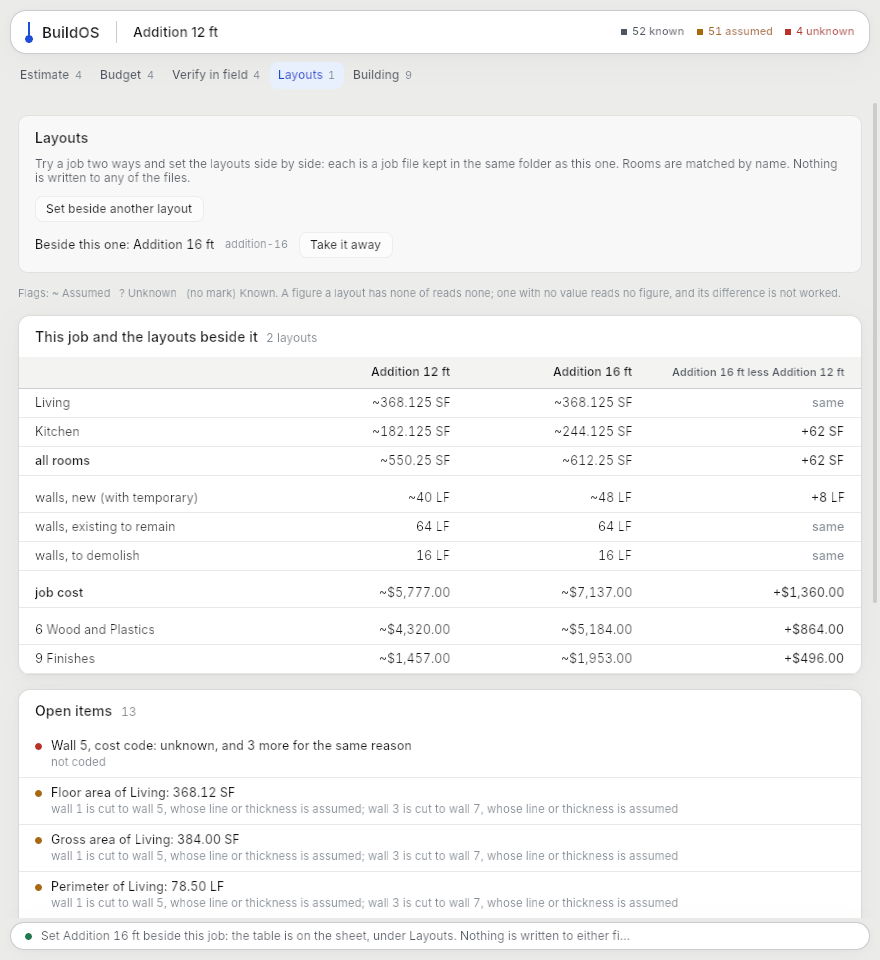 BuildOS
Addition 12 ft
52 known
51 assumed
4 unknown
Estimate 4
Budget 4
Verify in field 4
Layouts 1
Building 9
Layouts
Try a job two ways and set the layouts side by side: each is a job file kept in the same folder as this one. Rooms are matched by name. Nothing
is written to any of the files.
Set beside another layout
Beside this one: Addition 16 ft addition-16 Take it away
Flags: ~ Assumed ? Unknown (no mark) Known. A figure a layout has none of reads none; one with no value reads no figure, and its difference is not worked.
This job and the layouts beside it 2 layouts
Addition 12 ft Addition 16 ft Addition 16 ft less Addition 12 ft
Living ~368.125 SF ~368.125 SF same
Kitchen ~182.125 SF ~244.125 SF +62 SF
all rooms ~550.25 SF ~612.25 SF +62 SF
walls, new (with temporary) ~40 LF ~48 LF +8 LF
walls, existing to remain 64 LF 64 LF same
walls, to demolish 16 LF 16 LF same
job cost ~$5,777.00 ~$7,137.00 +$1,360.00
6 Wood and Plastics ~$4,320.00 ~$5,184.00 +$864.00
9 Finishes ~$1,457.00 ~$1,953.00 +$496.00
Open items 13
Wall 5, cost code: unknown, and 3 more for the same reason
not coded
Floor area of Living: 368.12 SF
wall 1 is cut to wall 5, whose line or thickness is assumed; wall 3 is cut to wall 7, whose line or thickness is assumed
Gross area of Living: 384.00 SF
wall 1 is cut to wall 5, whose line or thickness is assumed; wall 3 is cut to wall 7, whose line or thickness is assumed
Perimeter of Living: 78.50 LF
wall 1 is cut to wall 5, whose line or thickness is assumed; wall 3 is cut to wall 7, whose line or thickness is assumed
Set Addition 16 ft beside this job: the table is on the sheet, under Layouts. Nothing is written to either fi...